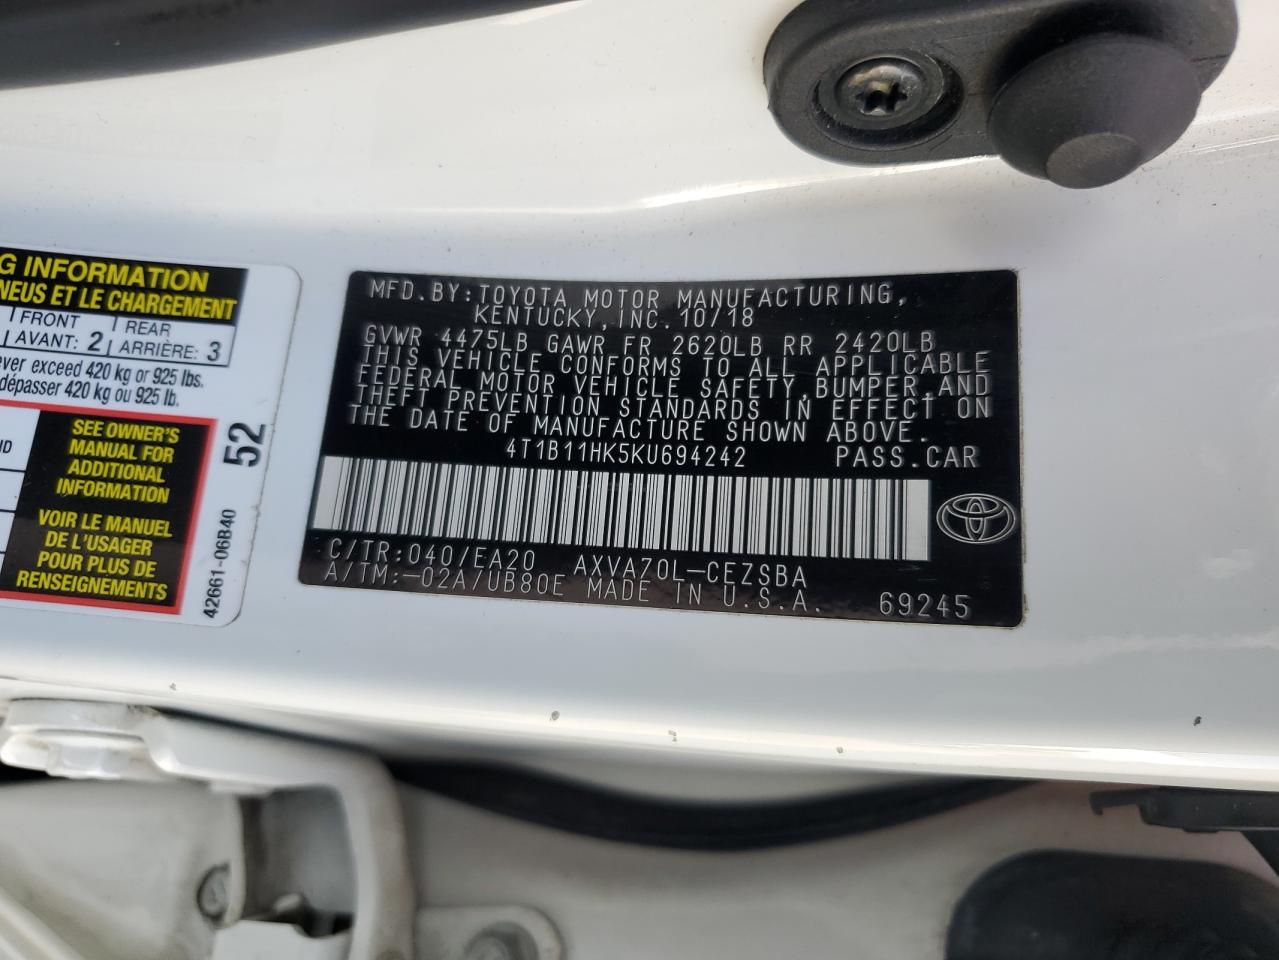 G INFORMATION
NEUS ET LE CHARGEMENT
FRONT
AVANT: 2
REAR
ARRIÈRE: 3
ever exceed 420 kg or 925 lbs.
dépasser 420 kg ou 925 lb.
SEE OWNER'S
MANUAL FOR
ADDITIONAL
INFORMATION
VOIR LE MANUEL
DE L'USAGER
POUR PLUS DE
RENSEIGNEMENTS
52
42661-06B40
MFD.BY:TOYOTA MOTOR MANUFACTURING,
KENTUCKY,INC. 10/18
GVWR 4475LB GAWR FR 2620LB RR 2420LB
THIS VEHICLE CONFORMS TO ALL APPLICABLE
FEDERAL MOTOR VEHICLE SAFETY,BUMPER,AND
THEFT PREVENTION STANDARDS IN EFFECT ON
THE DATE OF MANUFACTURE SHOWN ABOVE.
4T1B11HK5KU694242 PASS.CAR
C/TR:040/EA20 AXVA70L-CEZSBA
A/TM:-02A/UB80E MADE IN U.S.A. 69245